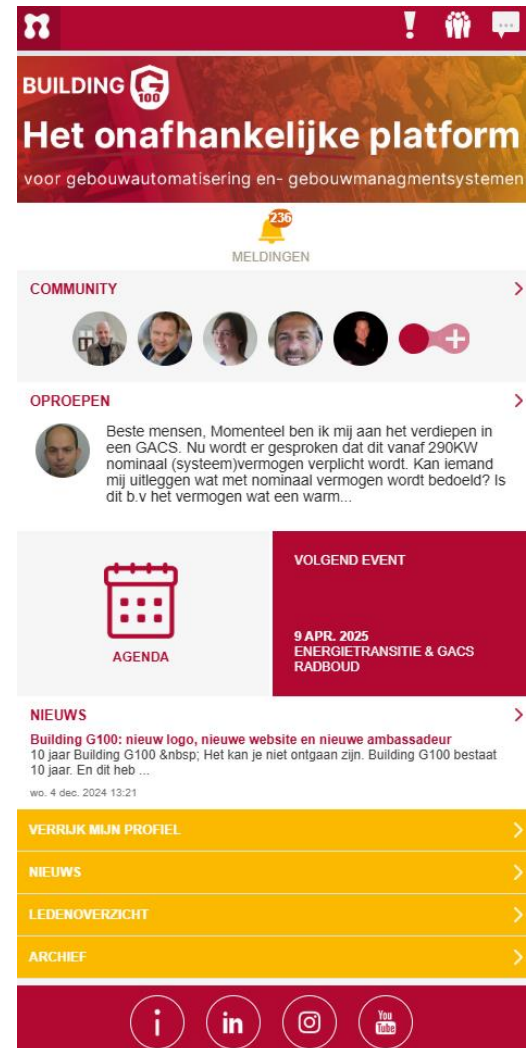 BUILDING G100
Het onafhankelijke platform
voor gebouwautomatisering en- gebouwmanagmentsystemen
236
MELDINGEN
COMMUNITY
OPROEPEN
Beste mensen, Momenteel ben ik mij aan het verdiepen in
een GACS. Nu wordt er gesproken dat dit vanaf 290KW
nominaal (systeem)vermogen verplicht wordt. Kan iemand
mij uitleggen wat met nominaal vermogen wordt bedoeld? Is
dit b.v het vermogen wat een warm...
AGENDA
VOLGEND EVENT
9 APR. 2025
ENERGIETRANSITIE & GACS
RADBOUD
NIEUWS
Building G100: nieuw logo, nieuwe website en nieuwe ambassadeur
10 jaar Building G100 &nbsp; Het kan je niet ontgaan zijn. Building G100 bestaat
10 jaar. En dit heb ...
wo. 4 dec. 2024 13:21
VERRIJK MIJN PROFIEL
NIEUWS
LEDENOVERZICHT
ARCHIEF
i
in
You
Tube